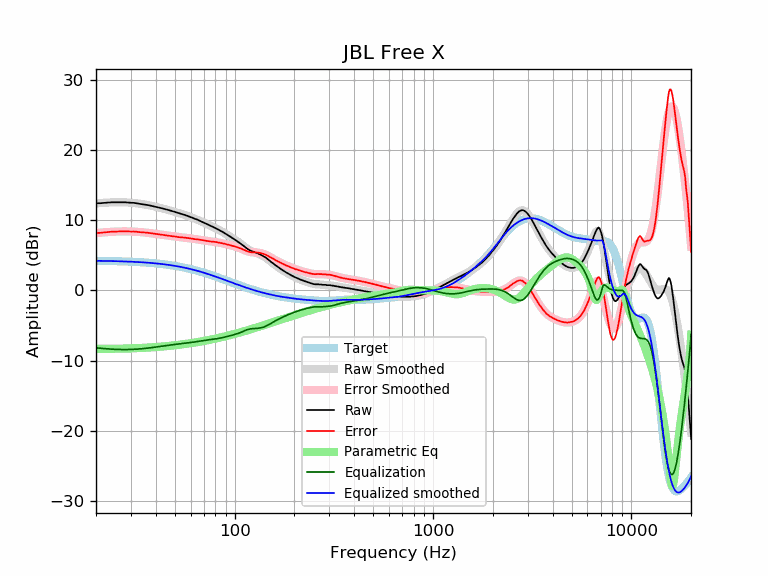 JBL Free X
Amplitude (dBr)
30
20
10
0
−10
−20
−30
Target
Raw Smoothed
Error Smoothed
Raw
Error
Parametric Eq
Equalization
Equalized smoothed
100 1000 10000
Frequency (Hz)